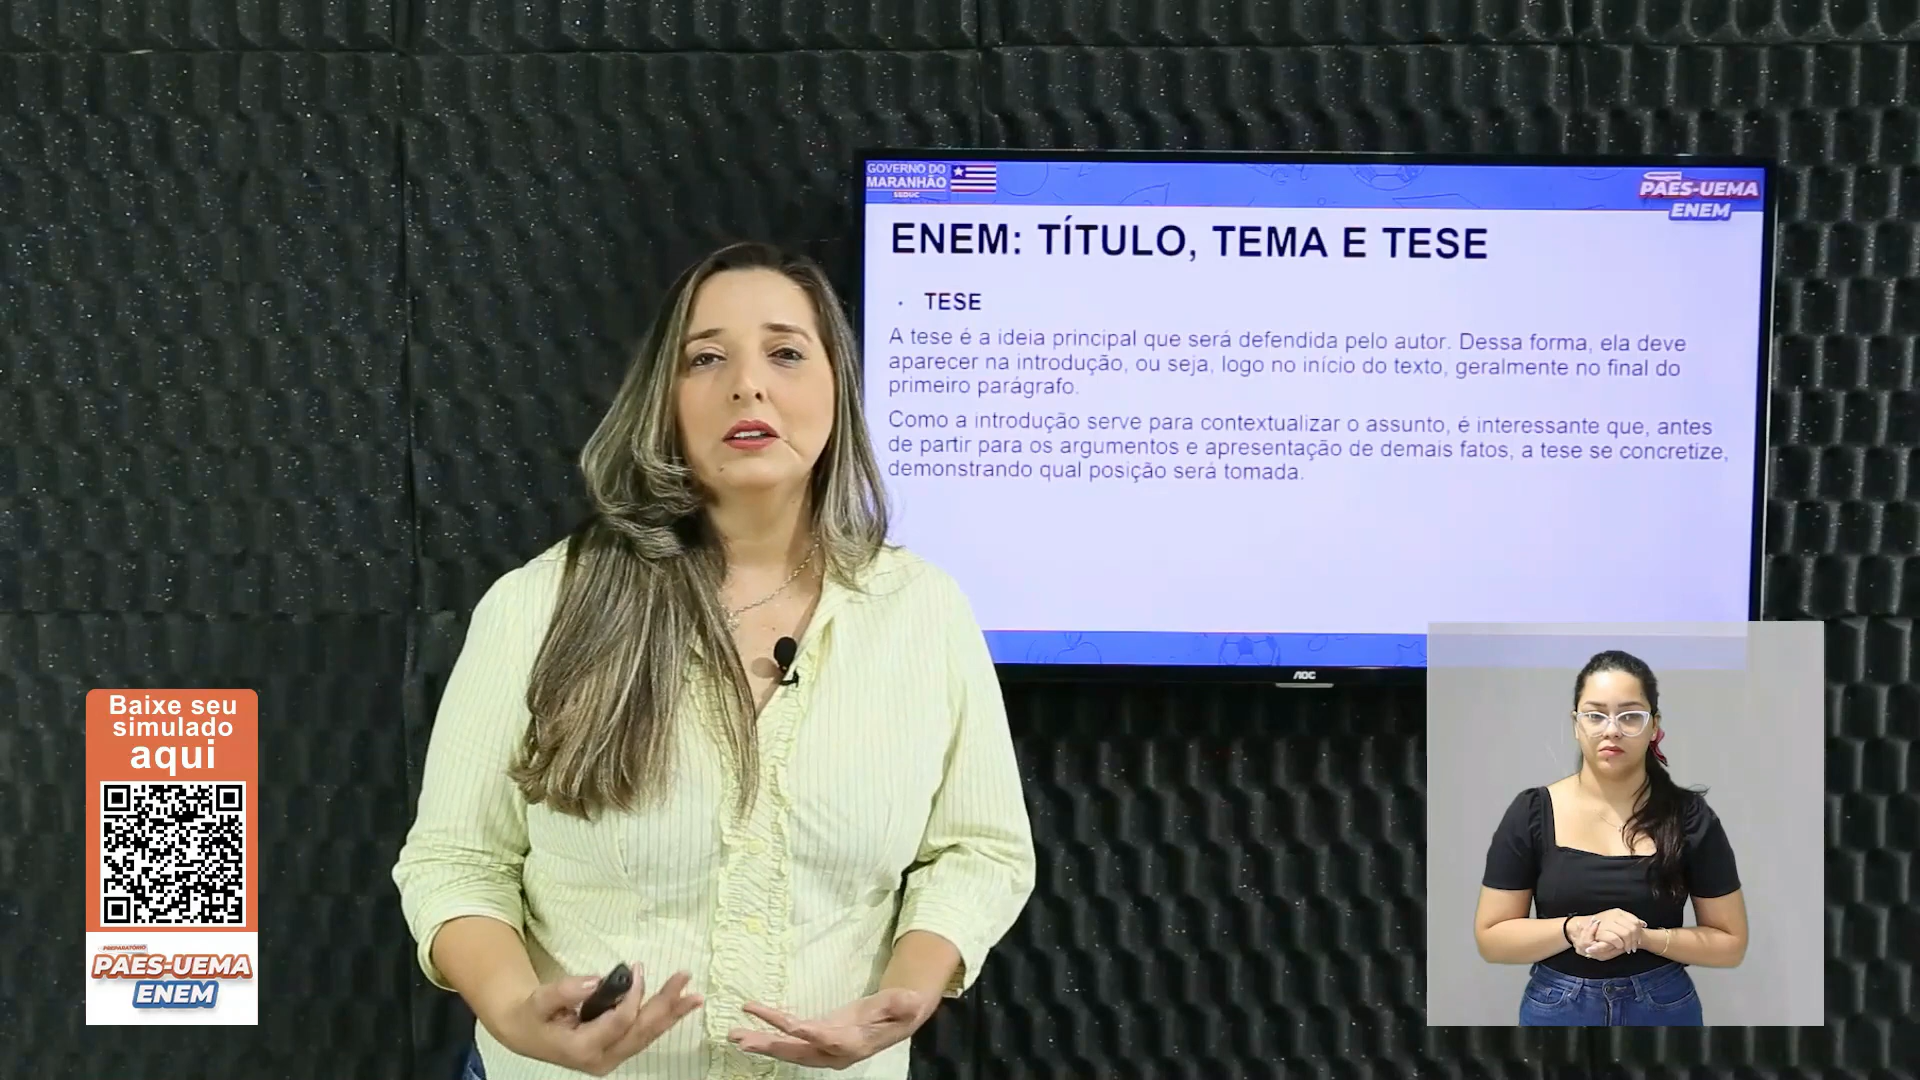 GOVERNO DO
MARANHÃO
SEDUC
PAES-UEMA
ENEM
ENEM: TÍTULO, TEMA E TESE
· TESE
A tese é a ideia principal que será defendida pelo autor. Dessa forma, ela deve
aparecer na introdução, ou seja, logo no início do texto, geralmente no final do
primeiro parágrafo.
Como a introdução serve para contextualizar o assunto, é interessante que, antes
de partir para os argumentos e apresentação de demais fatos, a tese se concretize,
demonstrando qual posição será tomada.
AOC
Baixe seu
simulado
aqui
PREPARATÓRIO
PAES-UEMA
ENEM